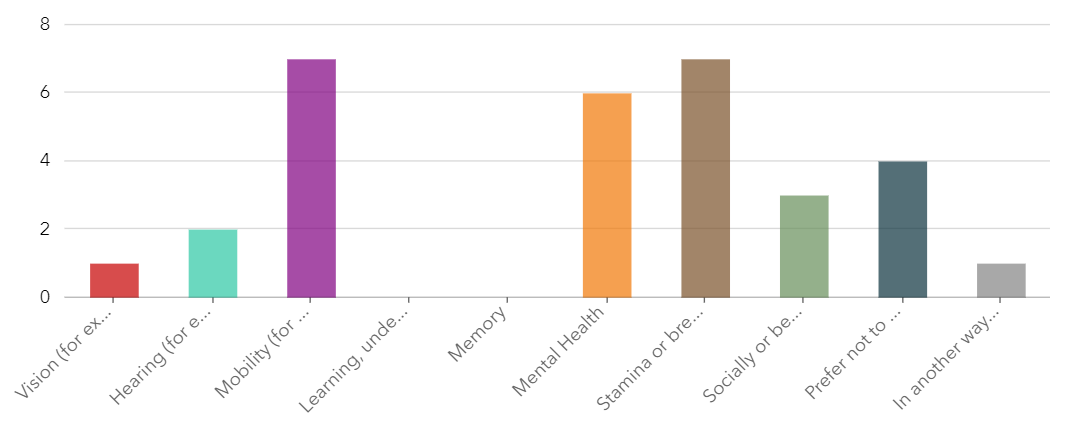 8
6
4
2
0
Vision (for ex...
Hearing (for e...
Mobility (for ...
Learning, unde...
Memory
Mental Health
Stamina or bre...
Socially or be...
Prefer not to ...
In another way...